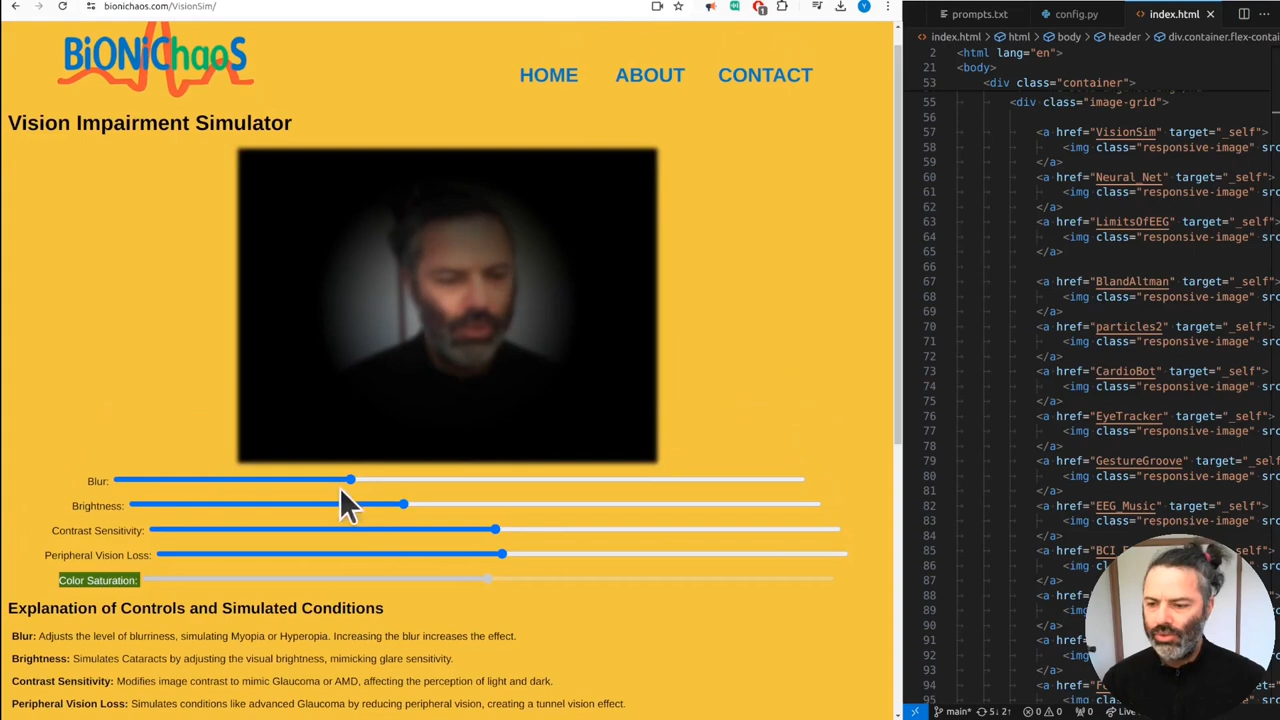 bionichaos.com/VisionSim/
BiONiChaoS
HOME ABOUT CONTACT
Vision Impairment Simulator
Blur:
Brightness:
Contrast Sensitivity:
Peripheral Vision Loss:
Color Saturation:
Explanation of Controls and Simulated Conditions
Blur: Adjusts the level of blurriness, simulating Myopia or Hyperopia. Increasing the blur increases the effect.
Brightness: Simulates Cataracts by adjusting the visual brightness, mimicking glare sensitivity.
Contrast Sensitivity: Modifies image contrast to mimic Glaucoma or AMD, affecting the perception of light and dark.
Peripheral Vision Loss: Simulates conditions like advanced Glaucoma by reducing peripheral vision, creating a tunnel vision effect.
prompts.txt config.py index.html
index.html > html > body > header > div.container.flex-contai
2 <html lang="en">
21 <body>
53 <div class="container">
55 <div class="image-grid">
56
57 <a href="VisionSim" target="_self">
58 <img class="responsive-image" src
59 </a>
60 <a href="Neural_Net" target="_self">
61 <img class="responsive-image" src
62 </a>
63 <a href="LimitsOfEEG" target="_self">
64 <img class="responsive-image" src
65 </a>
66
67 <a href="BlandAltman" target="_self">
68 <img class="responsive-image" src
69 </a>
70 <a href="particles2" target="_self">
71 <img class="responsive-image" src
72 </a>
73 <a href="CardioBot" target="_self">
74 <img class="responsive-image" src
75 </a>
76 <a href="EyeTracker" target="_self">
77 <img class="responsive-image" src
78 </a>
79 <a href="GestureGroove" target="_self">
80 <img class="responsive-image" src
81 </a>
82 <a href="EEG_Music" target="_self">
83 <img class="responsive-image" src
84 </a>
85 <a href="BCI
86
87
88
89
90
91
92
93
94
main* 5↓ 2↑ 0 0 0 Live